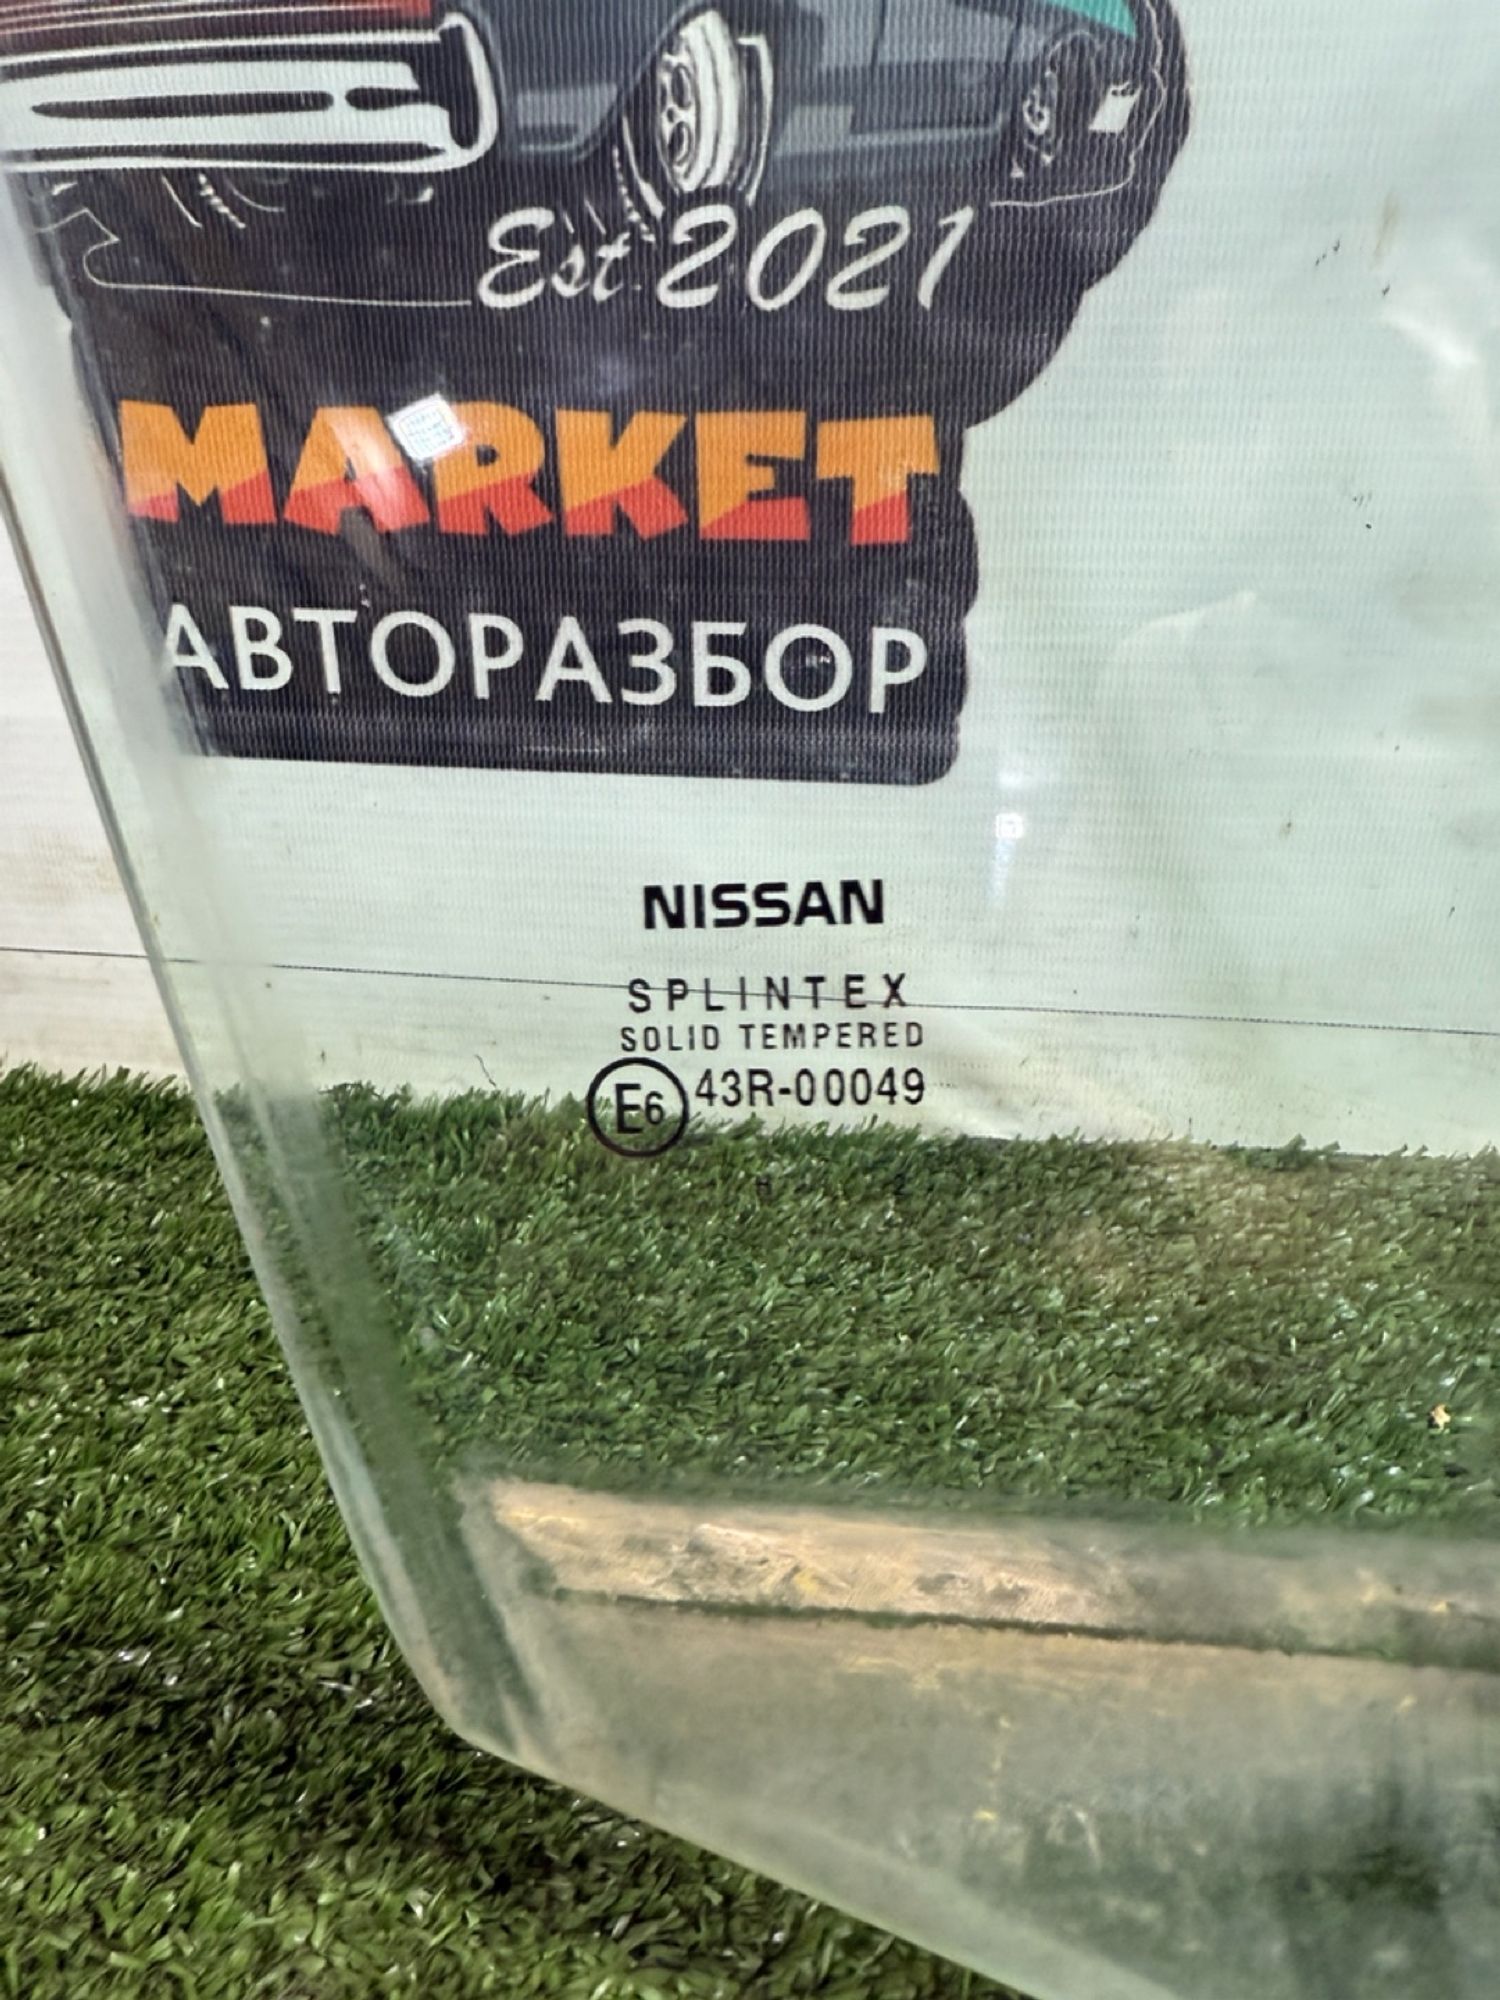 Est 2021
MARKET
АВТОРАЗБОР
NISSAN
SPLINTEX
SOLID TEMPERED
E6 43R-00049